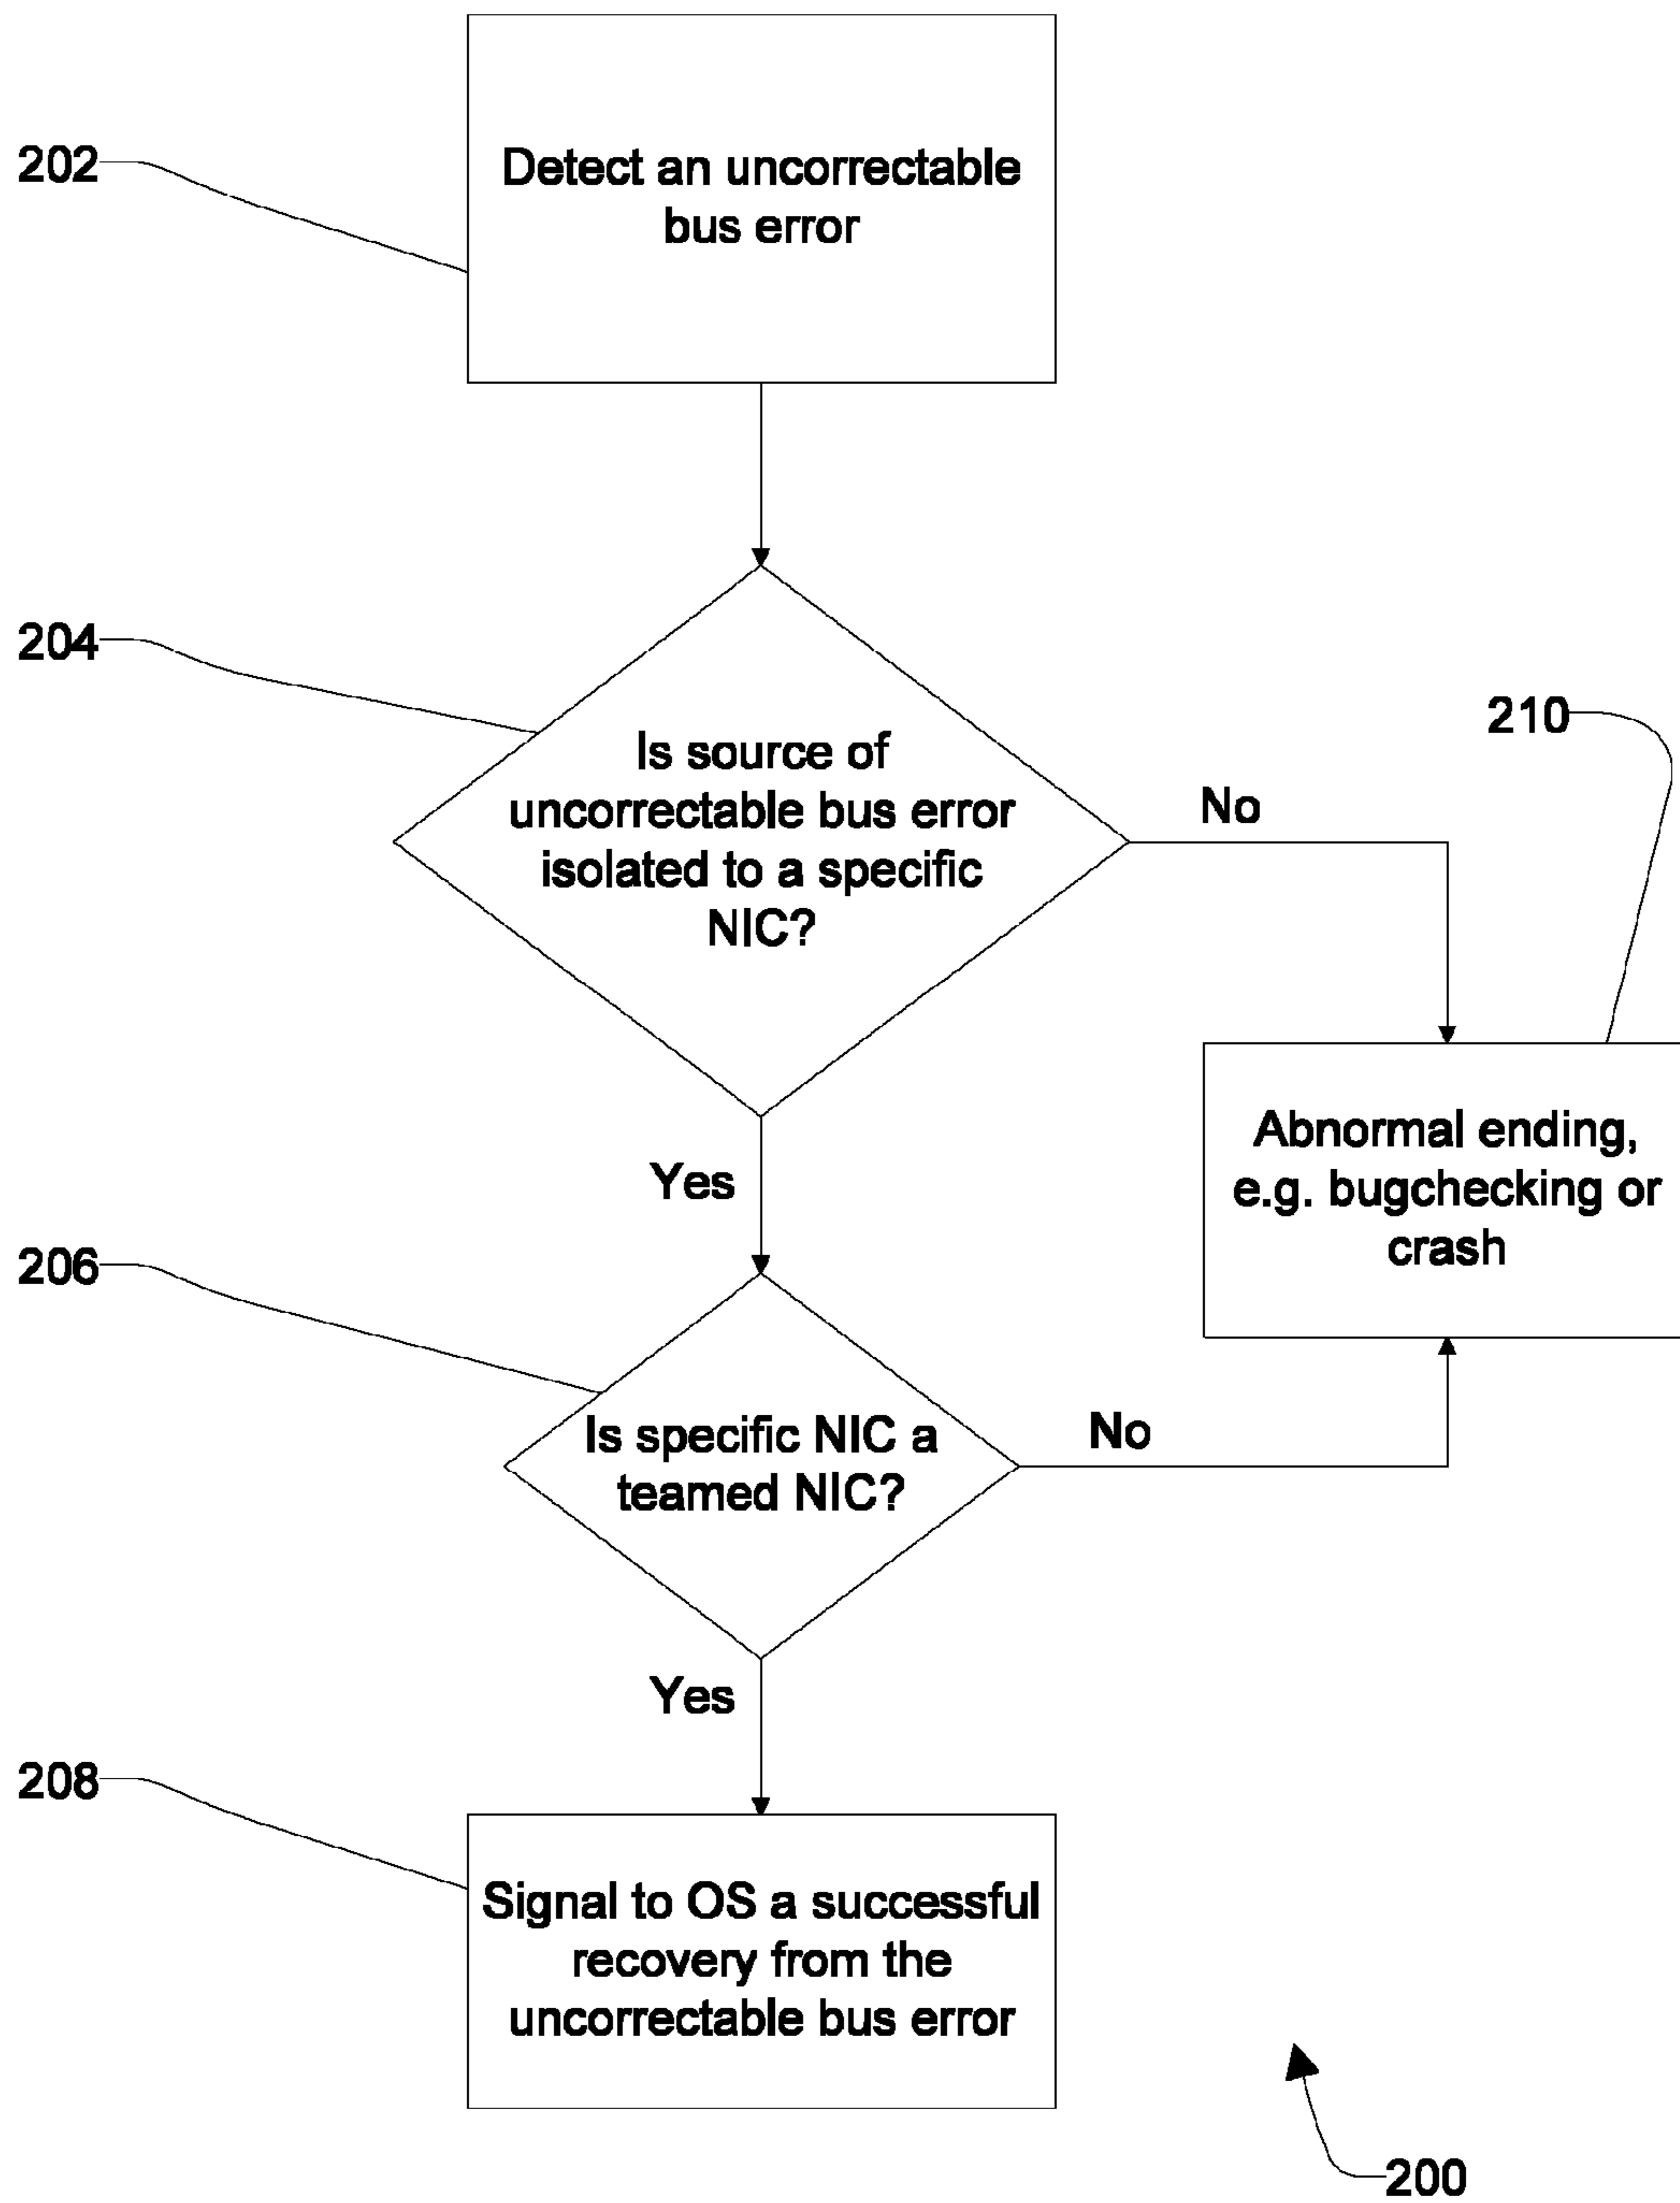 202
Detect an uncorrectable
bus error
204
Is source of
uncorrectable bus error
isolated to a specific
NIC?
No
210
Yes
Abnormal ending,
e.g. bugchecking or
crash
206
Is specific NIC a
teamed NIC?
No
Yes
208
Signal to OS a successful
recovery from the
uncorrectable bus error
200